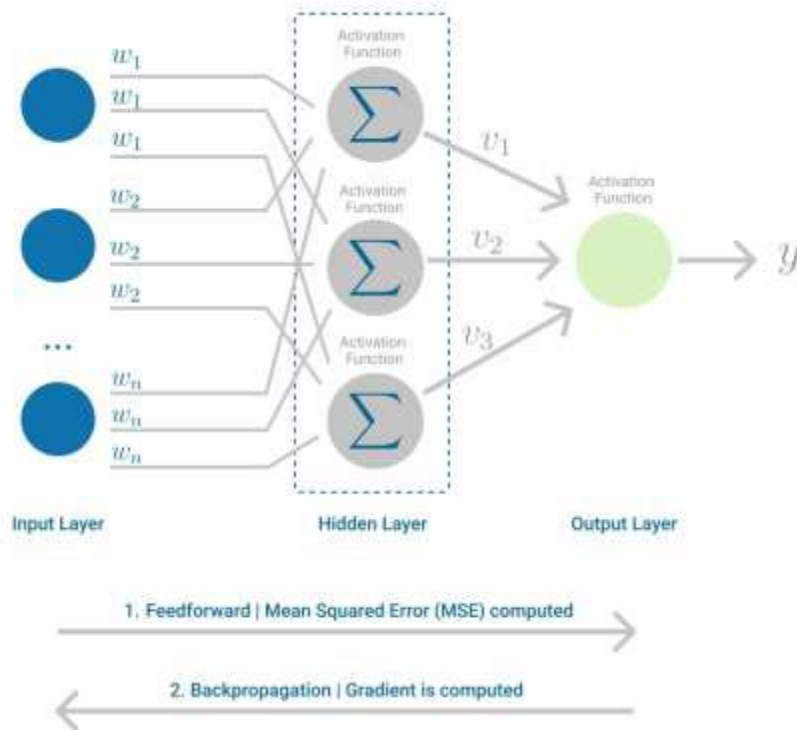 Activation
Function
w₁
w₁
w₁
Σ
v₁
w₂
w₂
w₂
Activation
Function
Σ
v₂
Activation
Function
y
...
Activation
Function
Σ
v₃
wₙ
wₙ
wₙ
Input Layer
Hidden Layer
Output Layer
1. Feedforward | Mean Squared Error (MSE) computed
2. Backpropagation | Gradient is computed